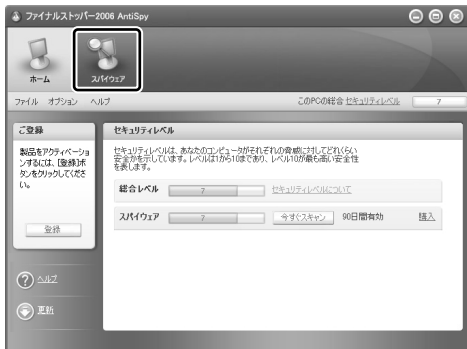 ファイナルストッパー2006 AntiSpy
ホーム
スパイウェア
ファイル オプション ヘルプ
このPCの総合 セキュリティレベル 7
ご登録
製品をアクティベーショ
ンするには、[登録]ボ
タンをクリックしてくださ
い。
登録
ヘルプ
更新
セキュリティレベル
セキュリティレベルは、あなたのコンピュータがそれぞれの脅威に対してどれくらい
安全かを示しています。レベルは1から10まであり、レベル10が最も高い安全性
を表します。
総合レベル 7 セキュリティレベルについて
スパイウェア 7 今すぐスキャン 90日間有効 購入